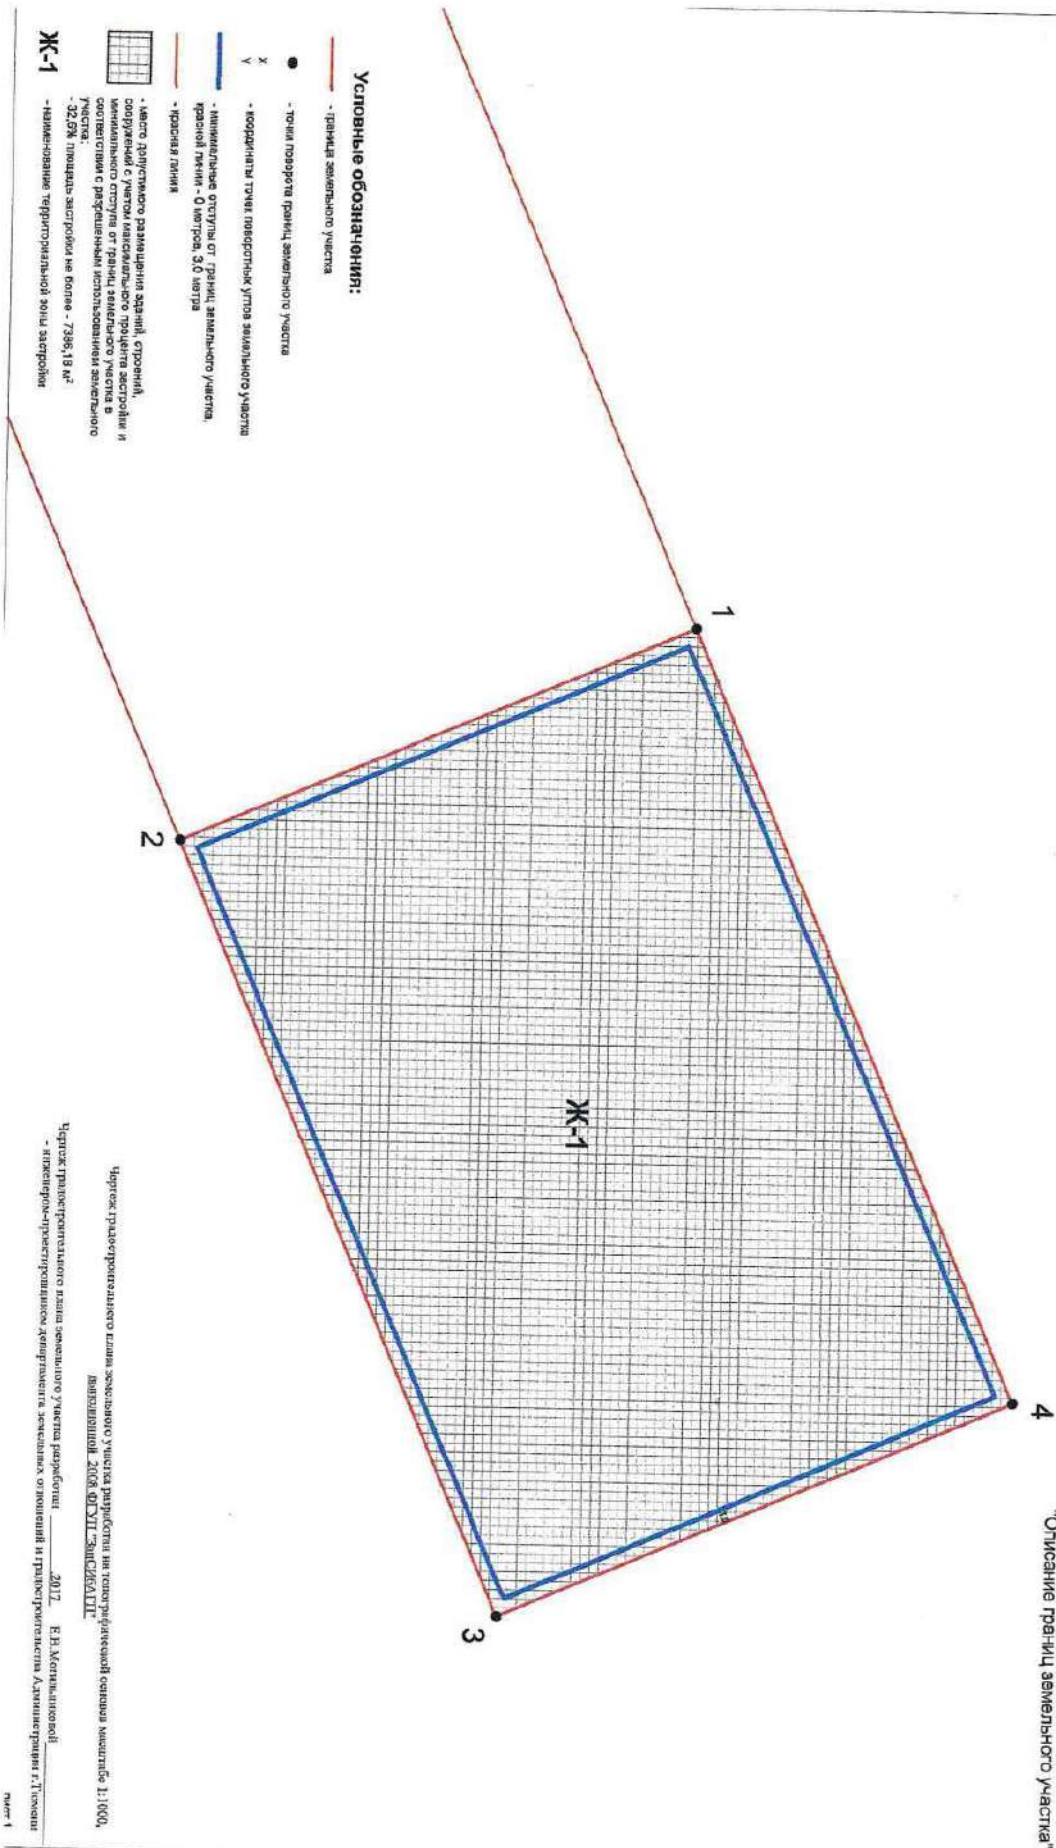 "Описание границ земельного участка"
1
4
2
3
Ж-1
Условные обозначения:
- граница земельного участка
- точки поворота границ земельного участка
X
Y
- координаты точек поворотных углов земельного участка
- минимальные отступы от границ земельного участка,
красной линии - 0 метров, 3,0 метра
- красная линия
- место допустимого размещения зданий, строений,
сооружений с учетом максимального процента застройки и
минимального отступа от границ земельного участка в
соответствии с разрешенным использованием земельного
участка;
- 32,6% площадь застройки не более - 7386,18 м²
Ж-1 - наименование территориальной зоны застройки
Чертеж градостроительного плана земельного участка разработан на топографической основе масштабе 1:1000,
выполненной 2008 ФГУП "ЗапСибАГП"
Чертеж градостроительного плана земельного участка разработан ______ 2017 Е.В.Могильниковой
- инженером-проектировщиком департамента земельных отношений и градостроительства Администрации г.Тюмени
лист 1